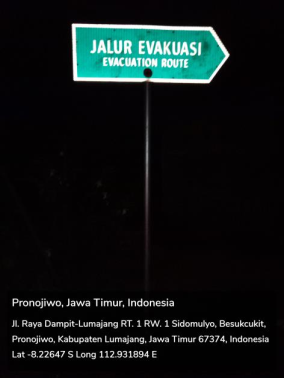 JALUR EVAKUASI
EVACUATION ROUTE
Pronojiwo, Jawa Timur, Indonesia
Jl. Raya Dampit-Lumajang RT. 1 RW. 1 Sidomulyo, Besukcukit,
Pronojiwo, Kabupaten Lumajang, Jawa Timur 67374, Indonesia
Lat -8.22647 S Long 112.931894 E